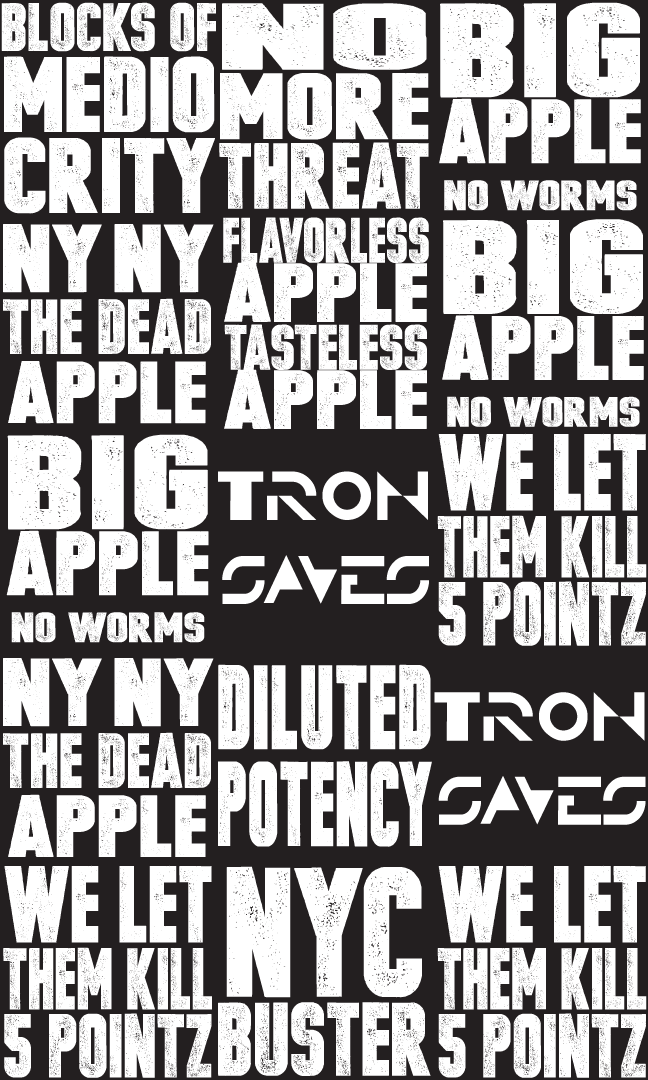 BLOCKS OF
MEDIO
CRITY
NY NY
THE DEAD
APPLE
BIG
APPLE
NO WORMS
NY NY
THE DEAD
APPLE
WE LET
THEM KILL
5 POINTZ
NO
MORE
THREAT
FLAVORLESS
APPLE
TASTELESS
APPLE
TRON
SAVES
DILUTED
POTENCY
NYC
BUSTER
BIG
APPLE
NO WORMS
BIG
APPLE
NO WORMS
WE LET
THEM KILL
5 POINTZ
TRON
SAVES
WE LET
THEM KILL
5 POINTZ